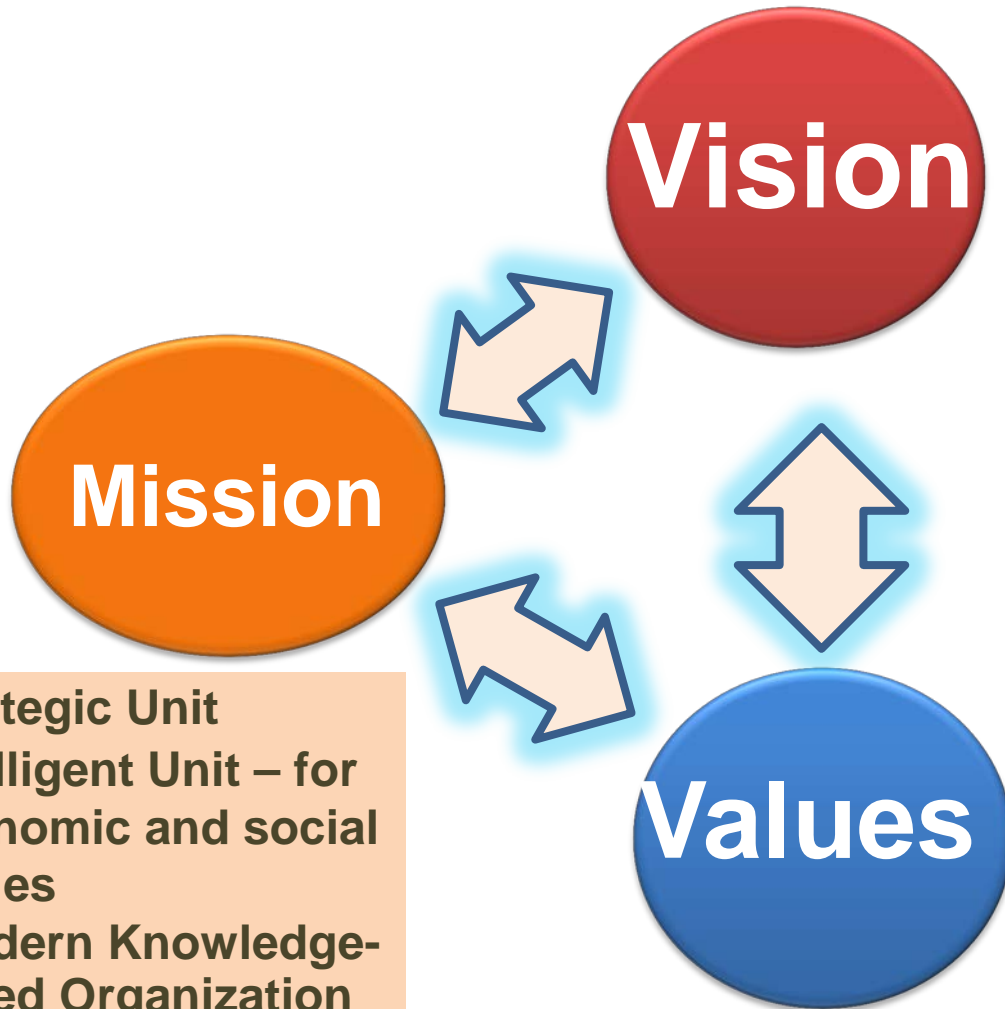 Vision
Mission
Values
tegic Unit
lligent Unit – for
nomic and social
es
dern Knowledge-
ed Organization